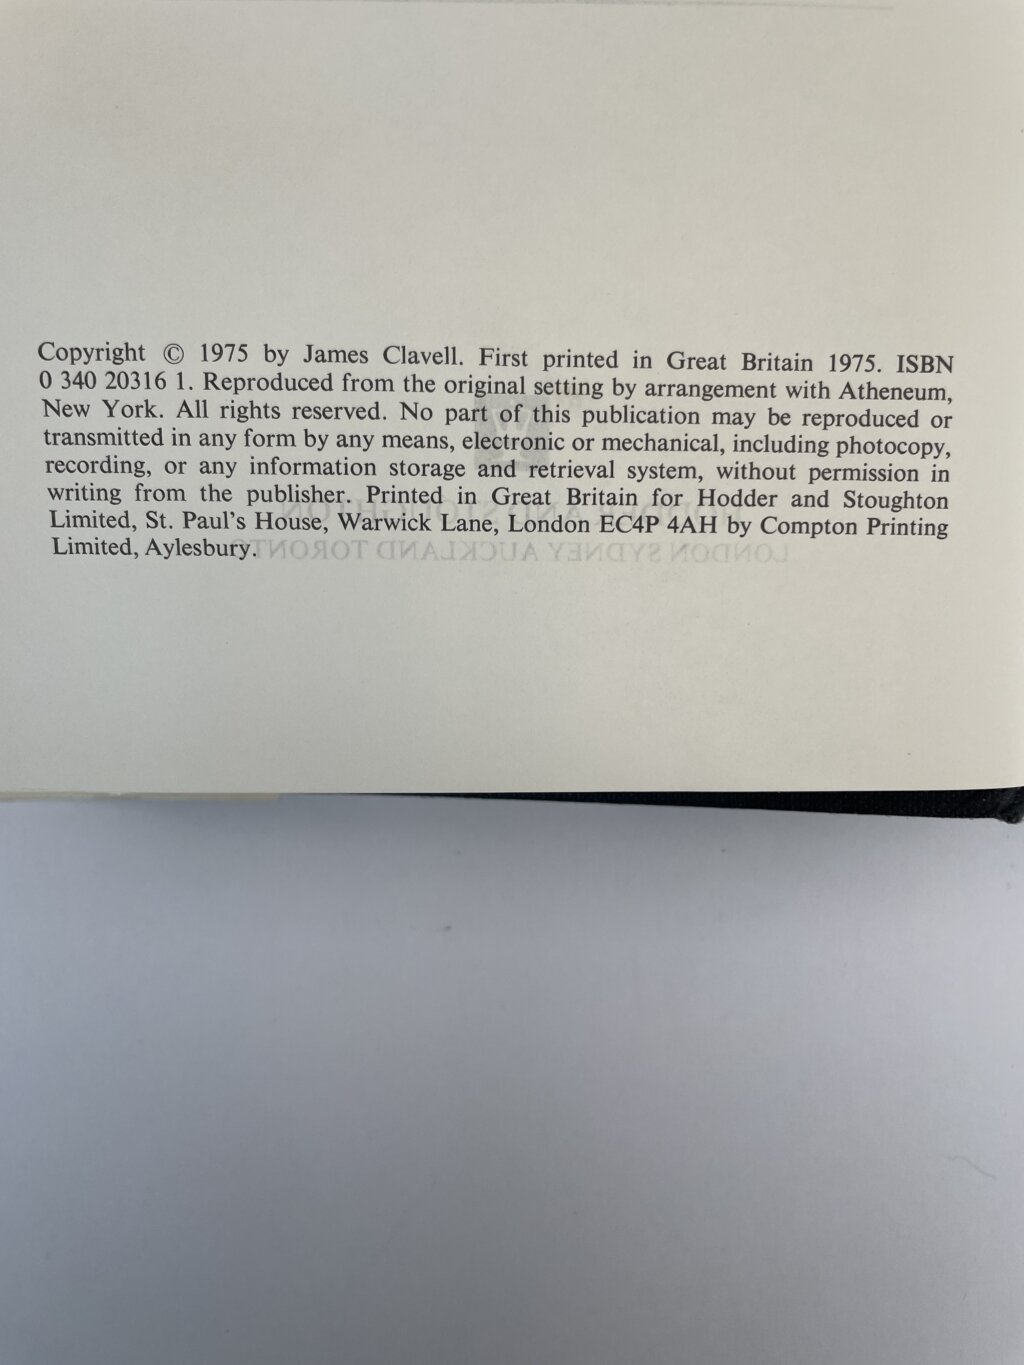 Copyright © 1975 by James Clavell. First printed in Great Britain 1975. ISBN
0 340 20316 1. Reproduced from the original setting by arrangement with Atheneum,
New York. All rights reserved. No part of this publication may be reproduced or
transmitted in any form by any means, electronic or mechanical, including photocopy,
recording, or any information storage and retrieval system, without permission in
writing from the publisher. Printed in Great Britain for Hodder and Stoughton
Limited, St. Paul's House, Warwick Lane, London EC4P 4AH by Compton Printing
Limited, Aylesbury.
LONDON SYDNEY AUCKLAND TORONTO